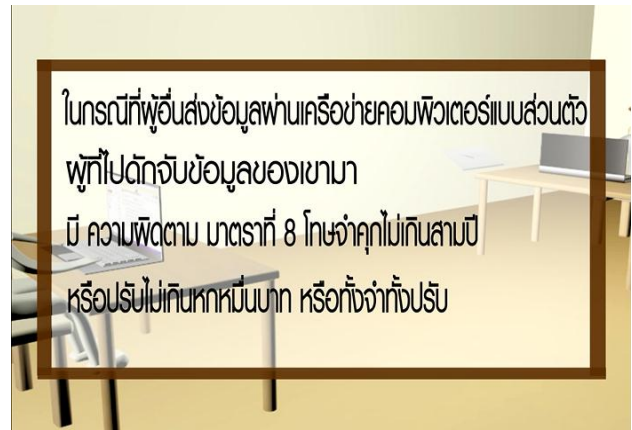 ในกรณีที่ผู้อื่นส่งข้อมูลผ่านเครือข่ายคอมพิวเตอร์แบบส่วนตัว
ผู้ที่ไปดักจับข้อมูลของเขามา
มี ความผิดตาม มาตราที่ 8 โทษจำคุกไม่เกินสามปี
หรือปรับไม่เกินหกหมื่นบาท หรือทั้งจำทั้งปรับ